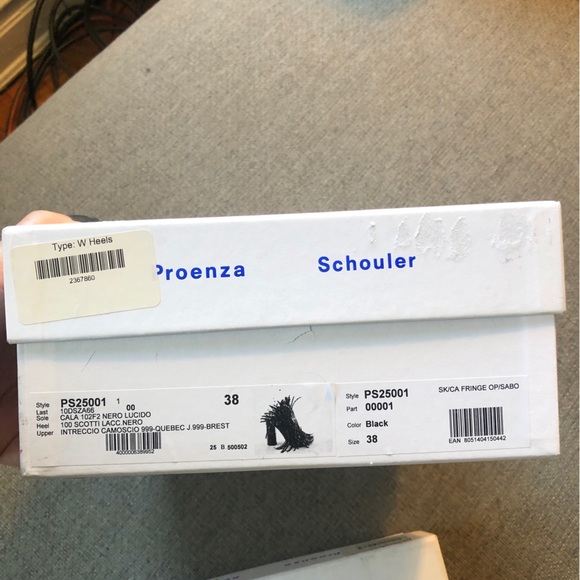 Type: W Heels
2367860
Proenza Schouler
Style PS25001 1 00 38
Last 10DSZA66
Sole CALA 102F2 NERO LUCIDO
Heel 100 SCOTTI LACC.NERO
Upper INTRECCIO CAMOSCIO 999-QUEBEC J.999-BREST
4000006389952
25 B 500502
Style PS25001
Part 00001
Color Black
Size 38
SK/CA FRINGE OP/SABO
EAN 8051404150442